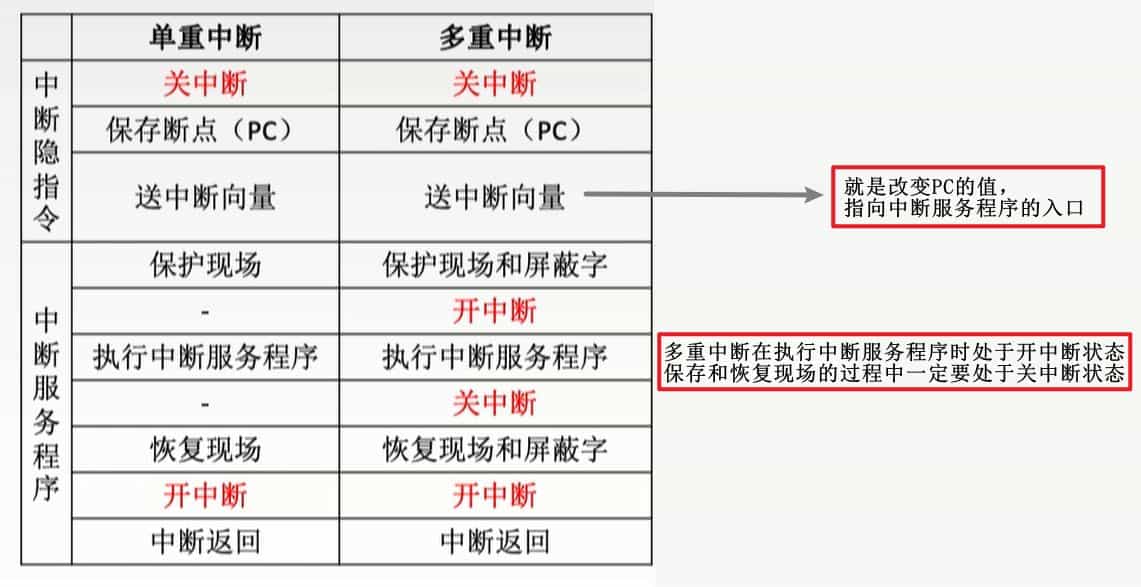 单重中断 多重中断
中断隐指令
关中断 关中断
保存断点（PC） 保存断点（PC）
送中断向量 送中断向量
就是改变PC的值，
指向中断服务程序的入口
中断服务程序
保护现场 保护现场和屏蔽字
- 开中断
执行中断服务程序 执行中断服务程序
多重中断在执行中断服务程序时处于开中断状态
保存和恢复现场的过程中一定要处于关中断状态
- 关中断
恢复现场 恢复现场和屏蔽字
开中断 开中断
中断返回 中断返回